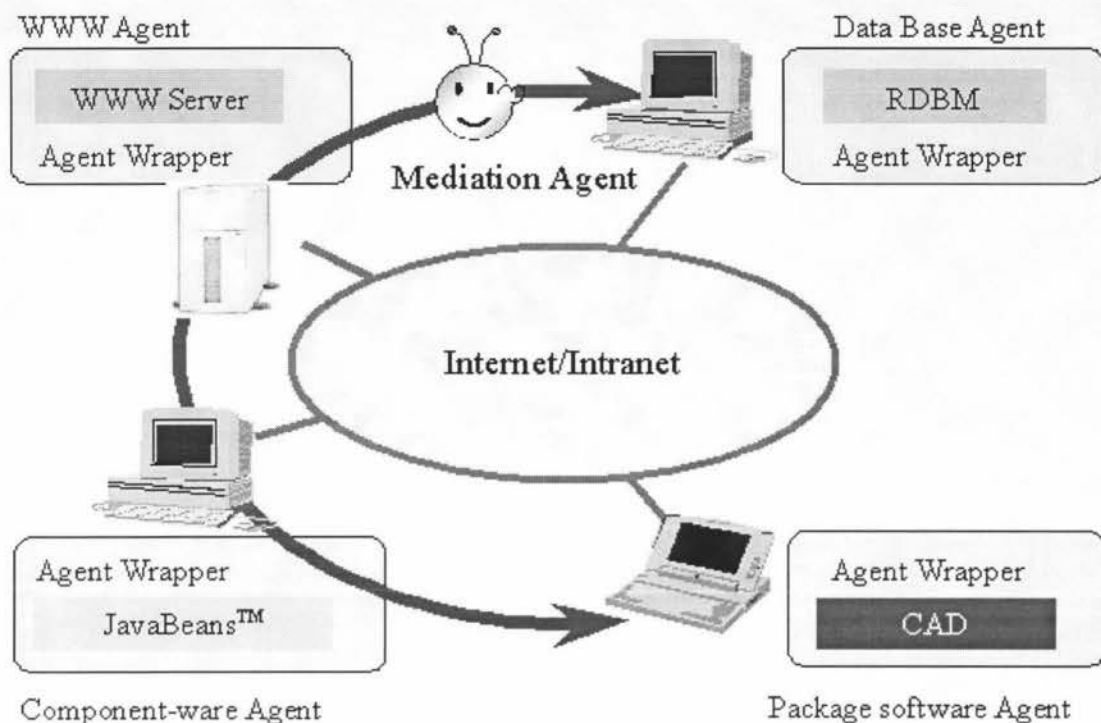 WWW Agent
WWW Server
Agent Wrapper
Mediation Agent
Data Base Agent
RDBM
Agent Wrapper
Internet/Intranet
Agent Wrapper
JavaBeans™
Component-ware Agent
Agent Wrapper
CAD
Package software Agent